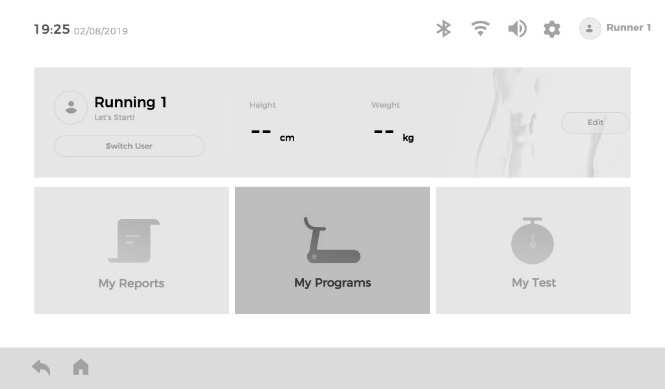 19:25 02/08/2019
Runner 1
Running 1
Let's Start!
Switch User
Height
-- cm
Weight
-- kg
Edit
My Reports
My Programs
My Test